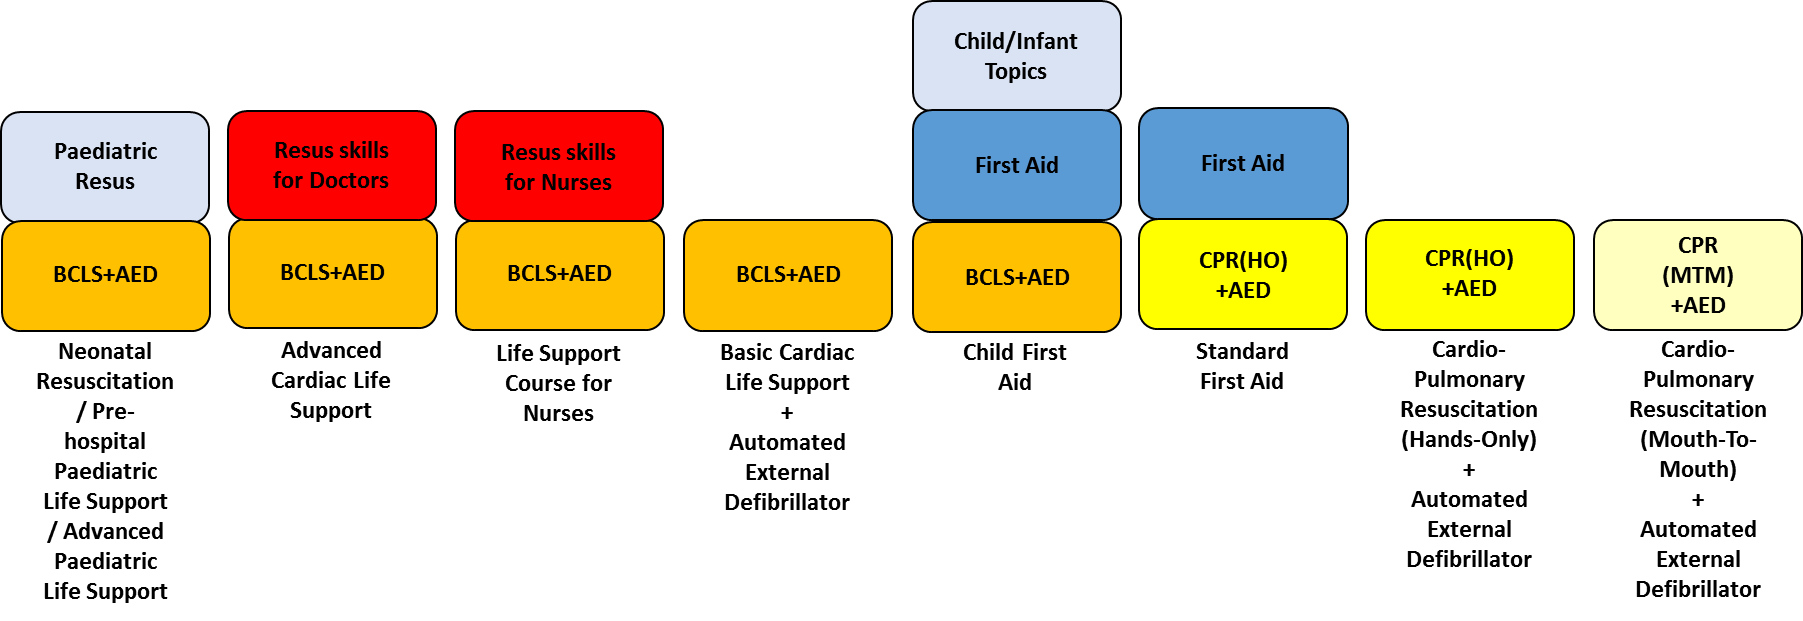 Paediatric
Resus
BCLS+AED
Neonatal
Resuscitation
/ Pre-
hospital
Paediatric
Life Support
/ Advanced
Paediatric
Life Support
Resus skills
for Doctors
BCLS+AED
Advanced
Cardiac Life
Support
Resus skills
for Nurses
BCLS+AED
Life Support
Course for
Nurses
BCLS+AED
Basic Cardiac
Life Support
+
Automated
External
Defibrillator
Child/Infant
Topics
First Aid
BCLS+AED
Child First
Aid
First Aid
CPR(HO)
+AED
Standard
First Aid
CPR(HO)
+AED
Cardio-
Pulmonary
Resuscitation
(Hands-Only)
+
Automated
External
Defibrillator
CPR
(MTM)
+AED
Cardio-
Pulmonary
Resuscitation
(Mouth-To-
Mouth)
+
Automated
External
Defibrillator